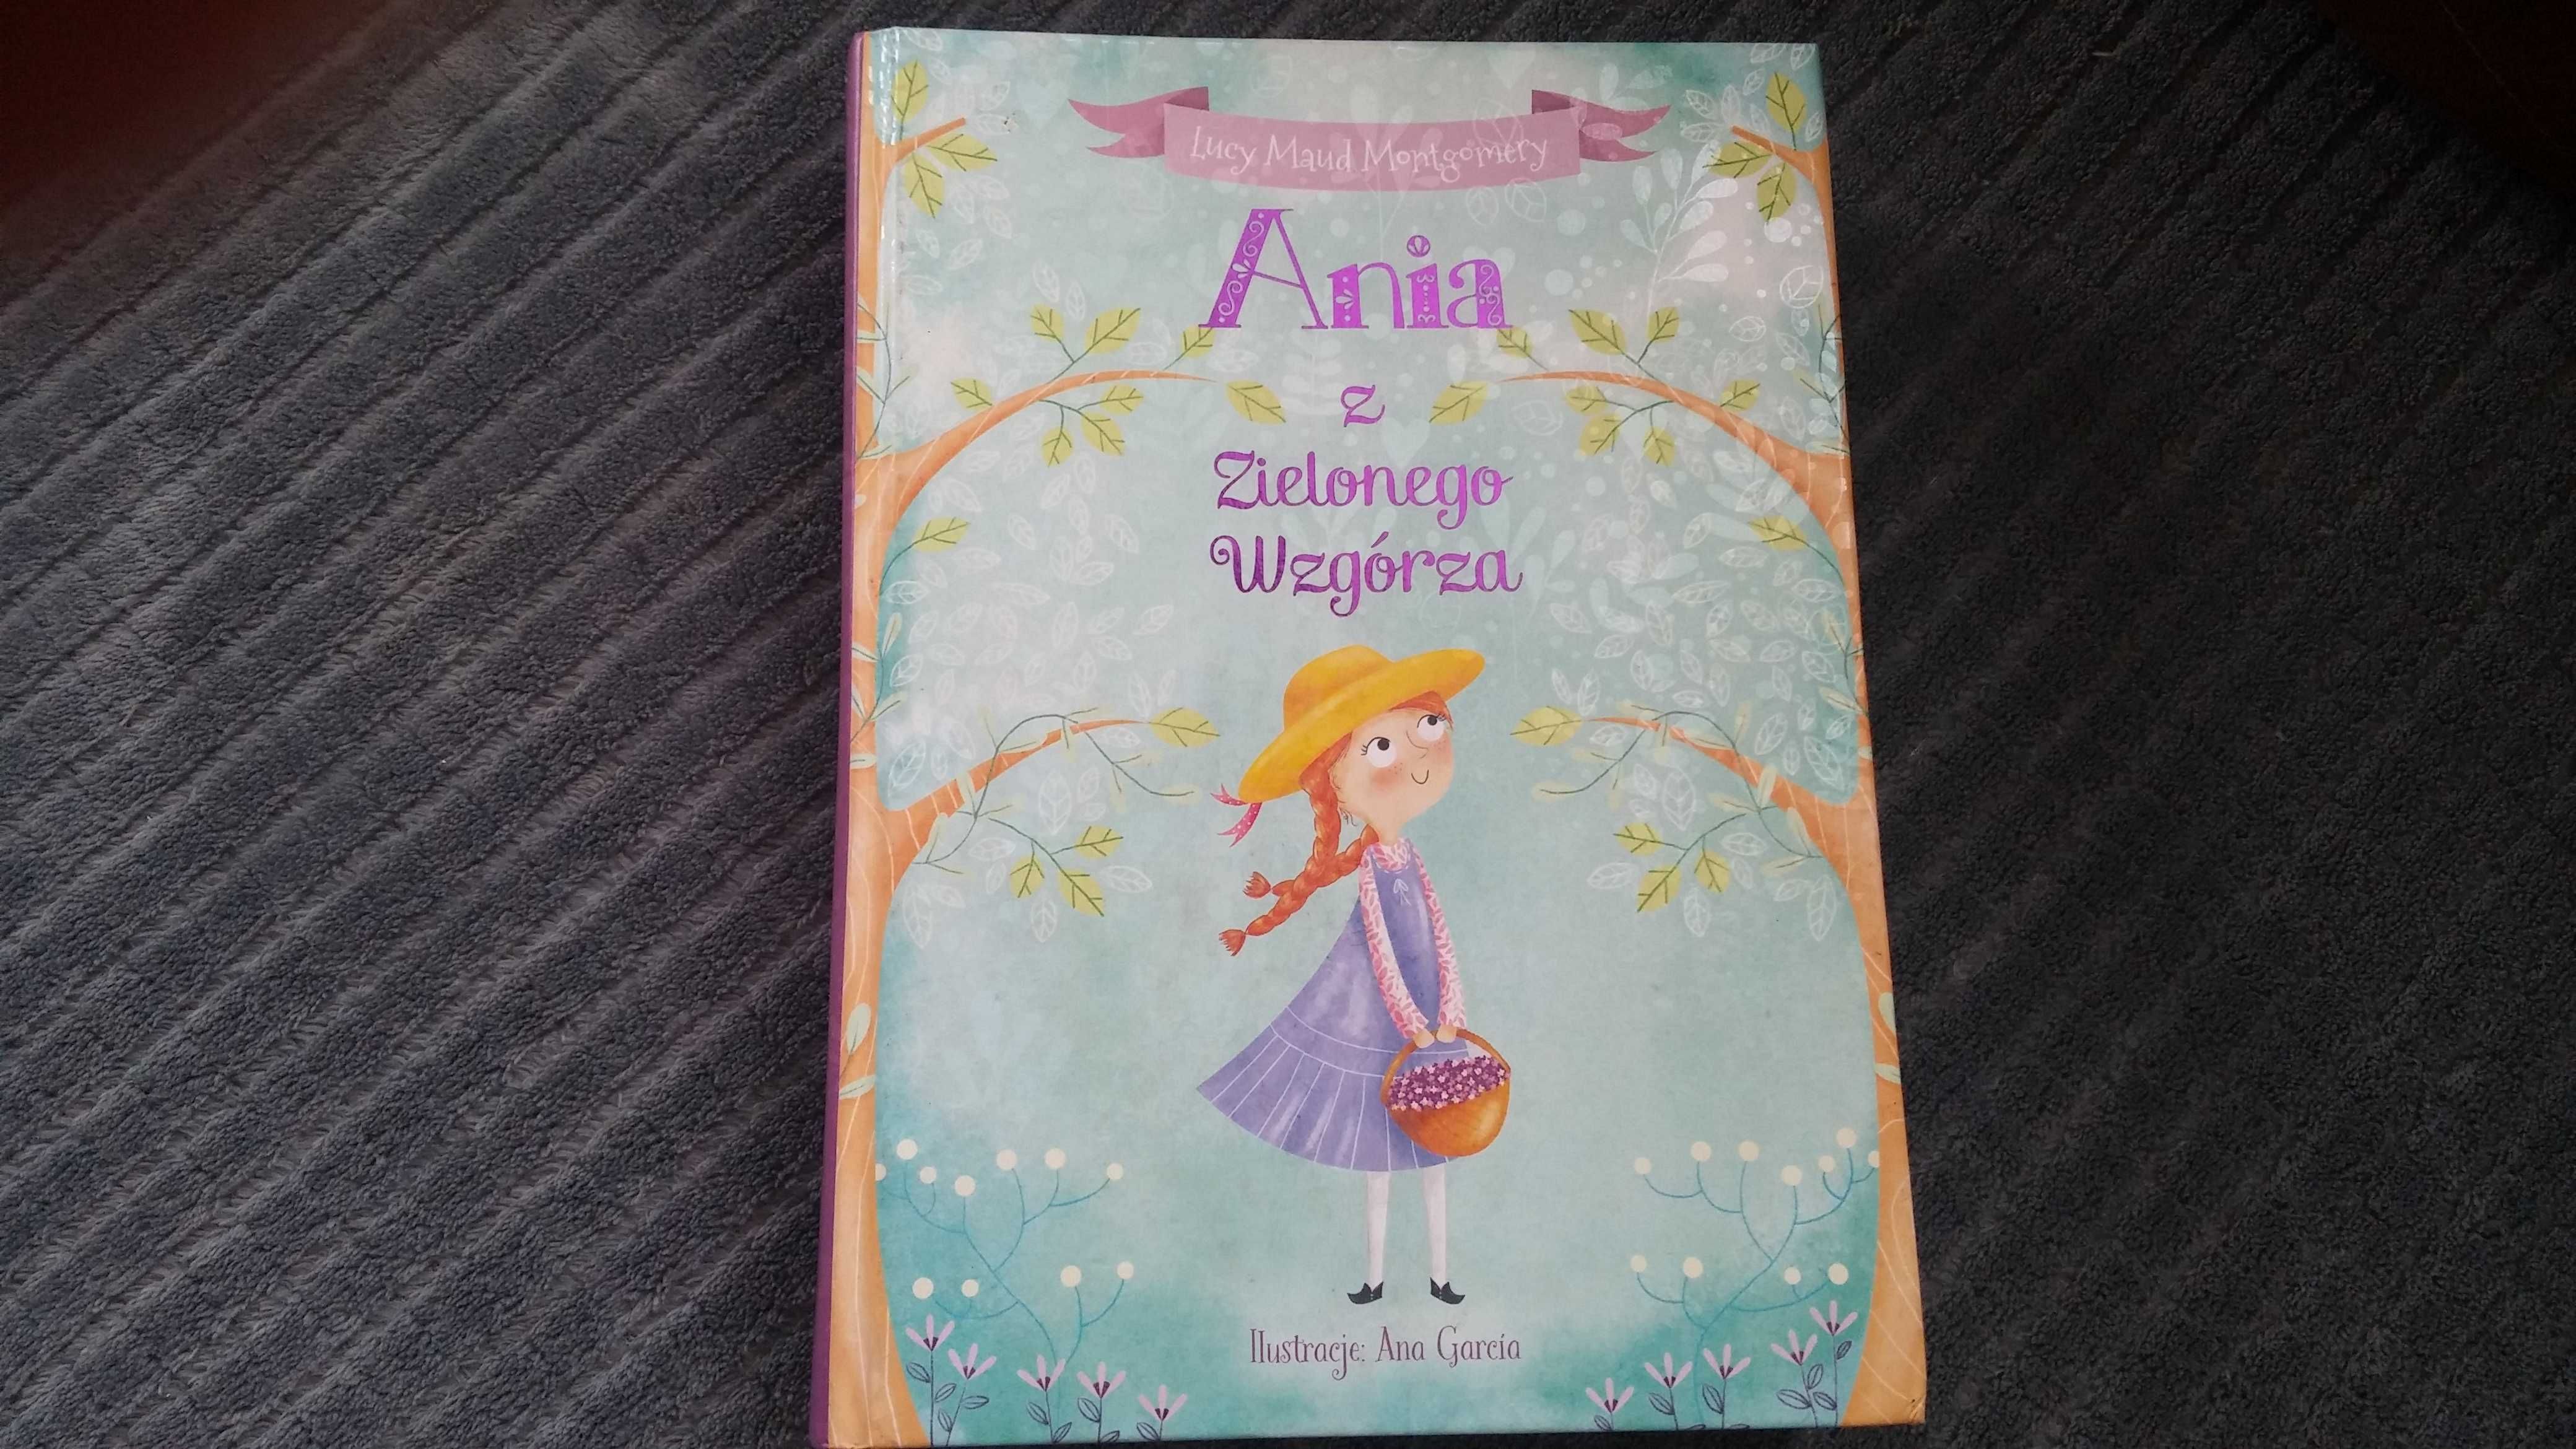 Lucy Maud Montgomery
Ania
z
Zielonego
Wzgórza
Ilustracje: Ana García